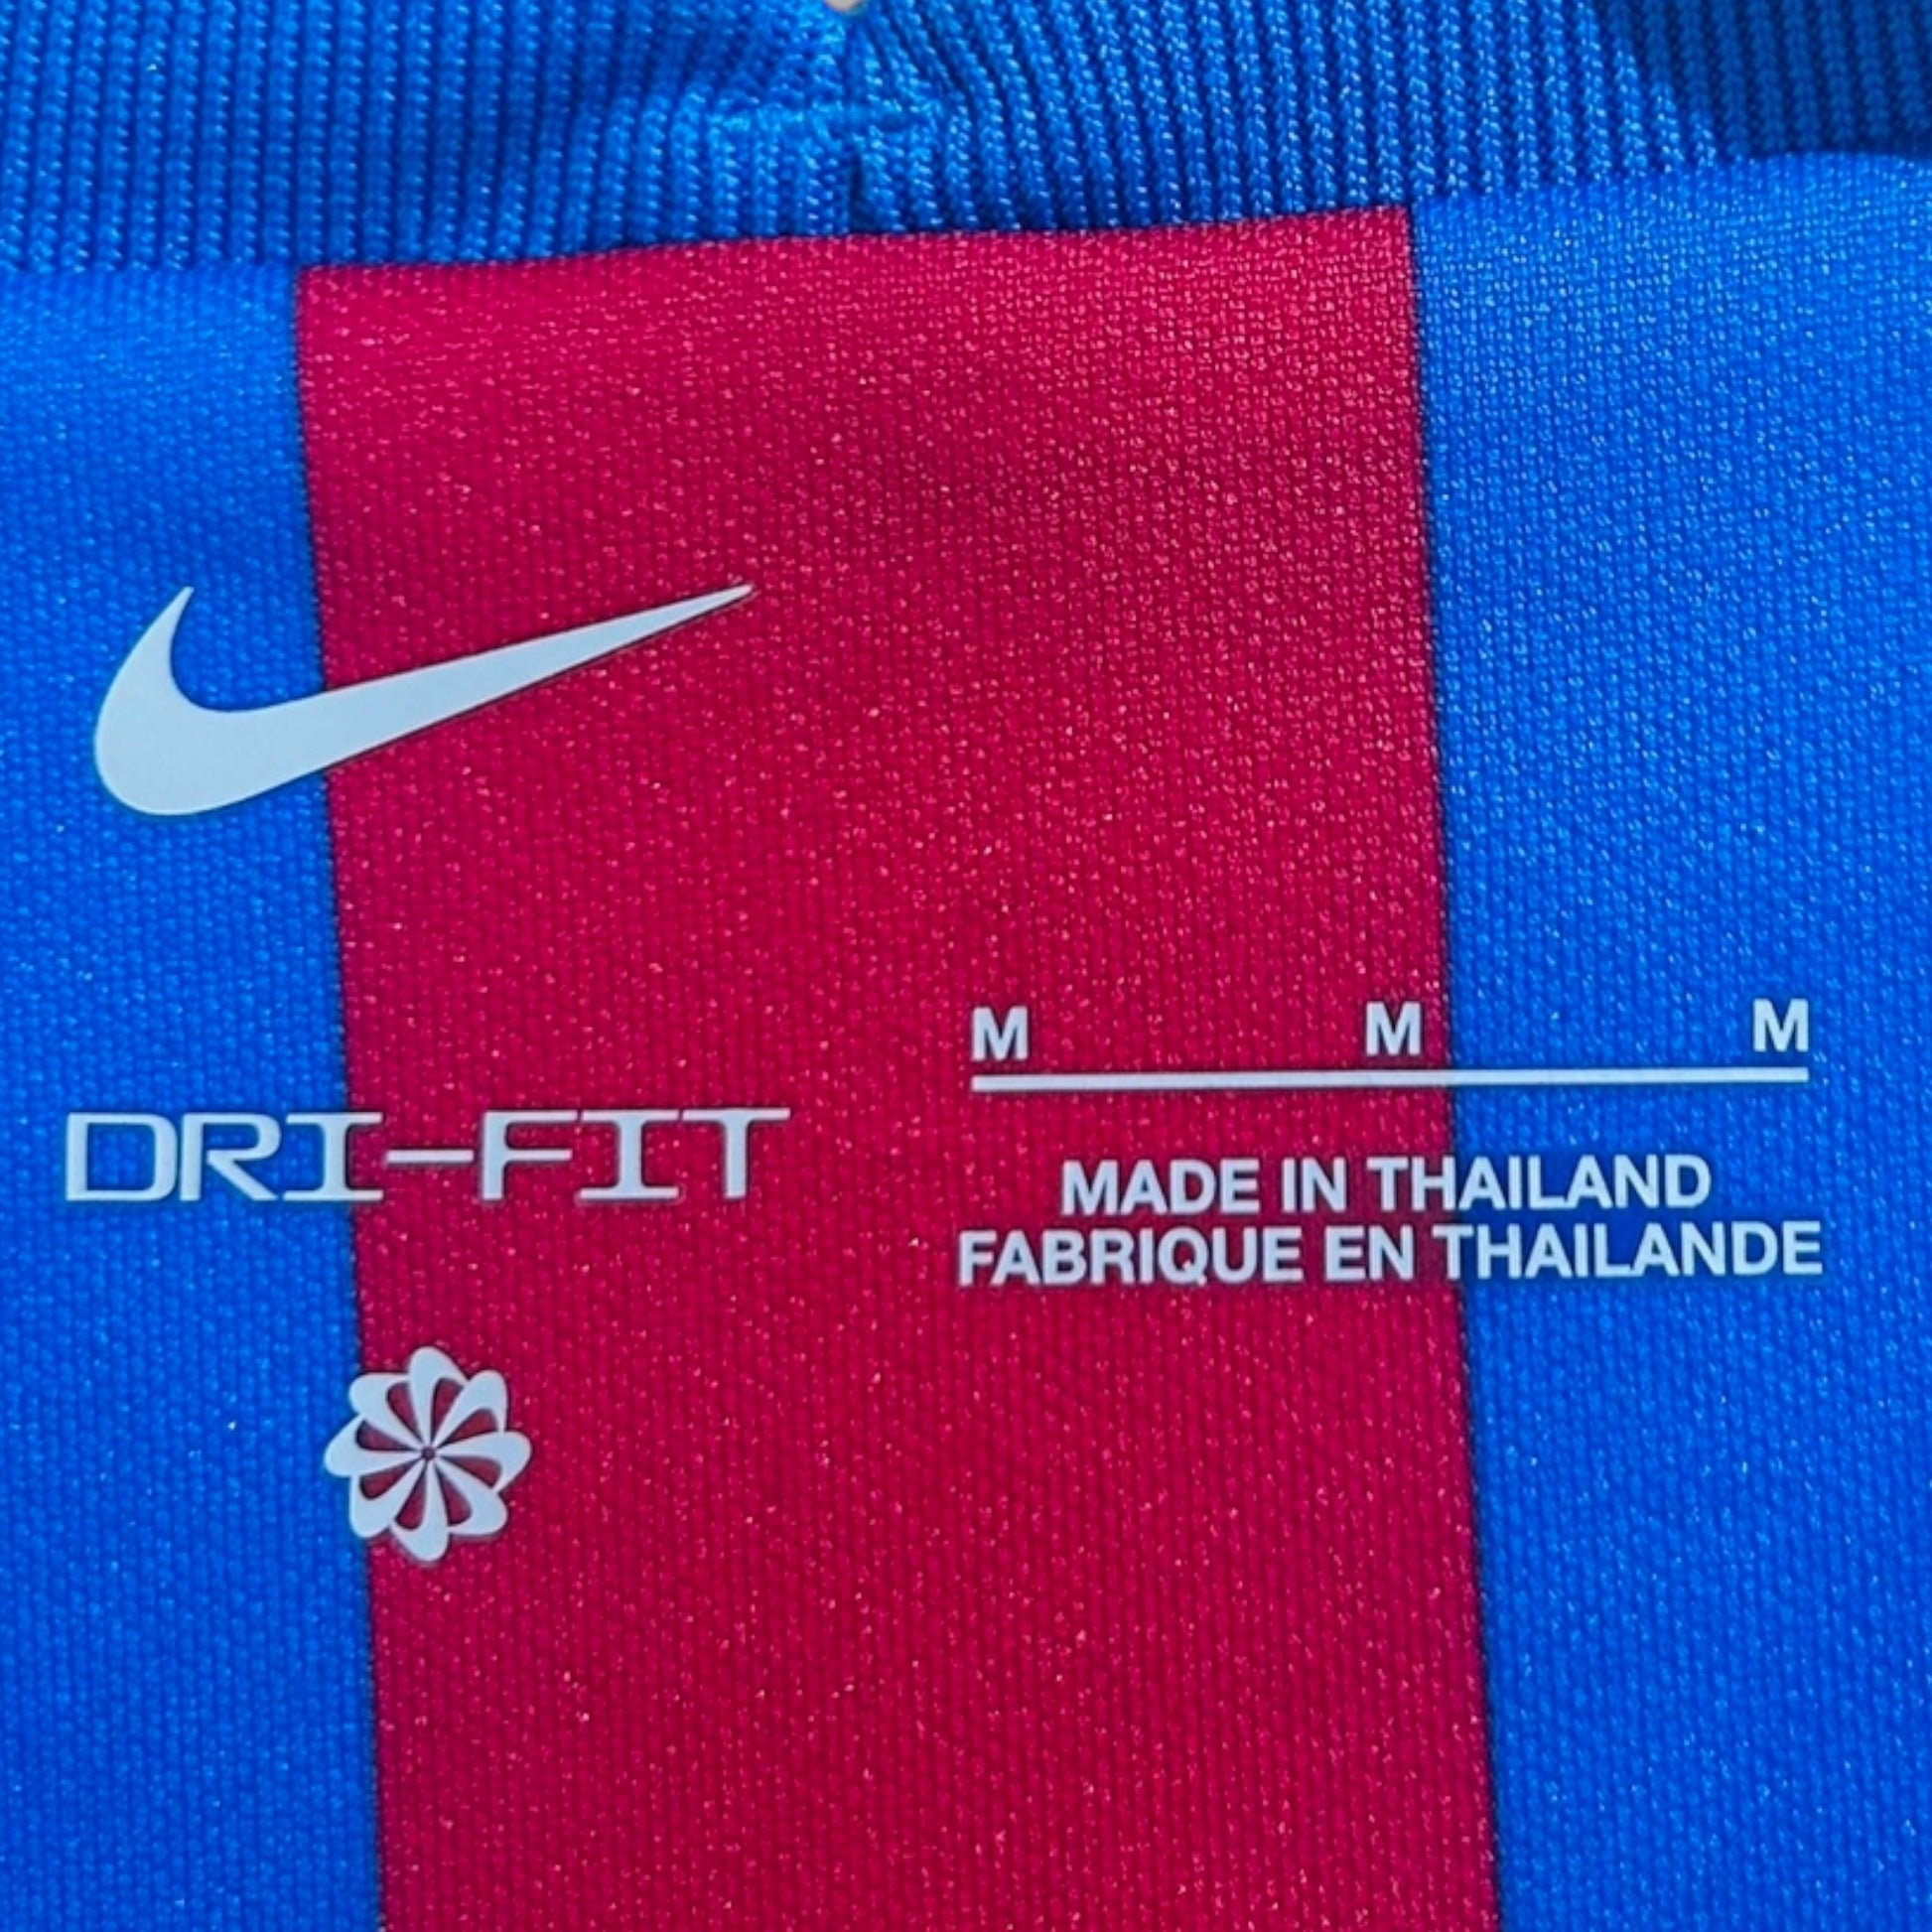 DRI-FIT
M M M
MADE IN THAILAND
FABRIQUE EN THAILANDE